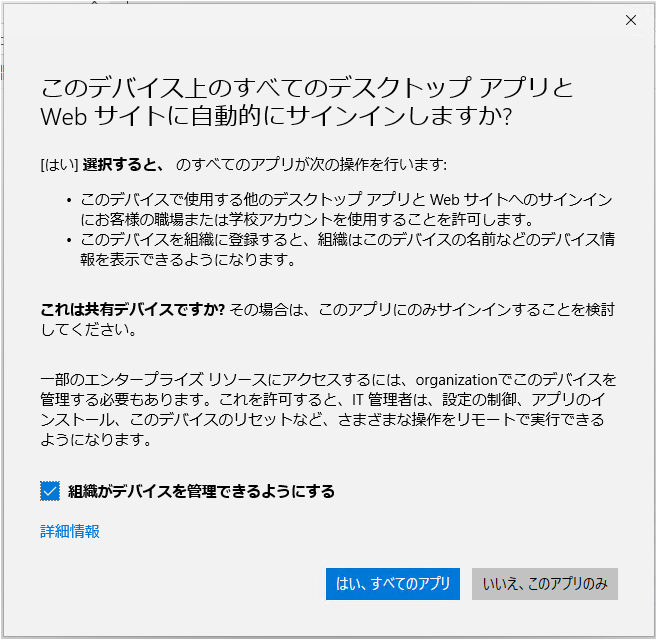 このデバイス上のすべてのデスクトップ アプリと
Web サイトに自動的にサインインしますか?
[はい] 選択すると、 のすべてのアプリが次の操作を行います:
• このデバイスで使用する他のデスクトップ アプリと Web サイトへのサインイン
にお客様の職場または学校アカウントを使用することを許可します。
• このデバイスを組織に登録すると、組織はこのデバイスの名前などのデバイス情
報を表示できるようになります。
これは共有デバイスですか? その場合は、このアプリにのみサインインすることを検討
してください。
一部のエンタープライズ リソースにアクセスするには、organizationでこのデバイスを
管理する必要もあります。これを許可すると、IT 管理者は、設定の制御、アプリのイ
ンストール、このデバイスのリセットなど、さまざまな操作をリモートで実行できる
ようになります。
組織がデバイスを管理できるようにする
詳細情報
はい、すべてのアプリ
いいえ、このアプリのみ